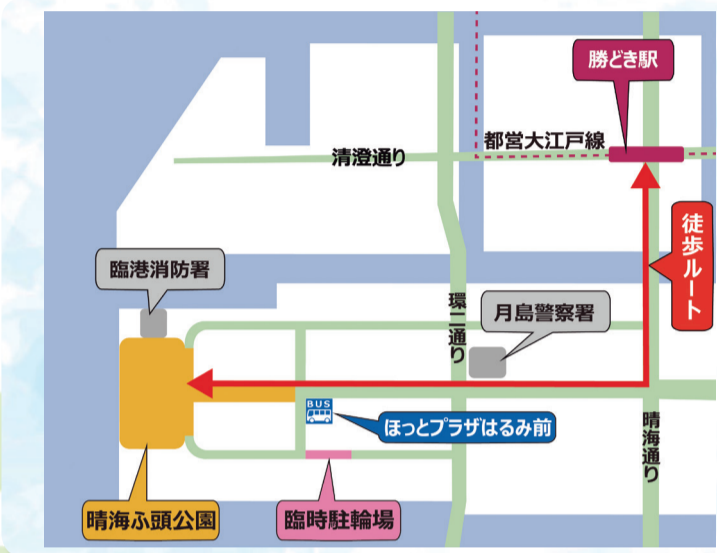 勝どき駅
都営大江戸線
清澄通り
徒歩ルート
臨港消防署
環二通り
月島警察署
BUS
ほっとプラザはるみ前
晴海通り
晴海ふ頭公園
臨時駐輪場